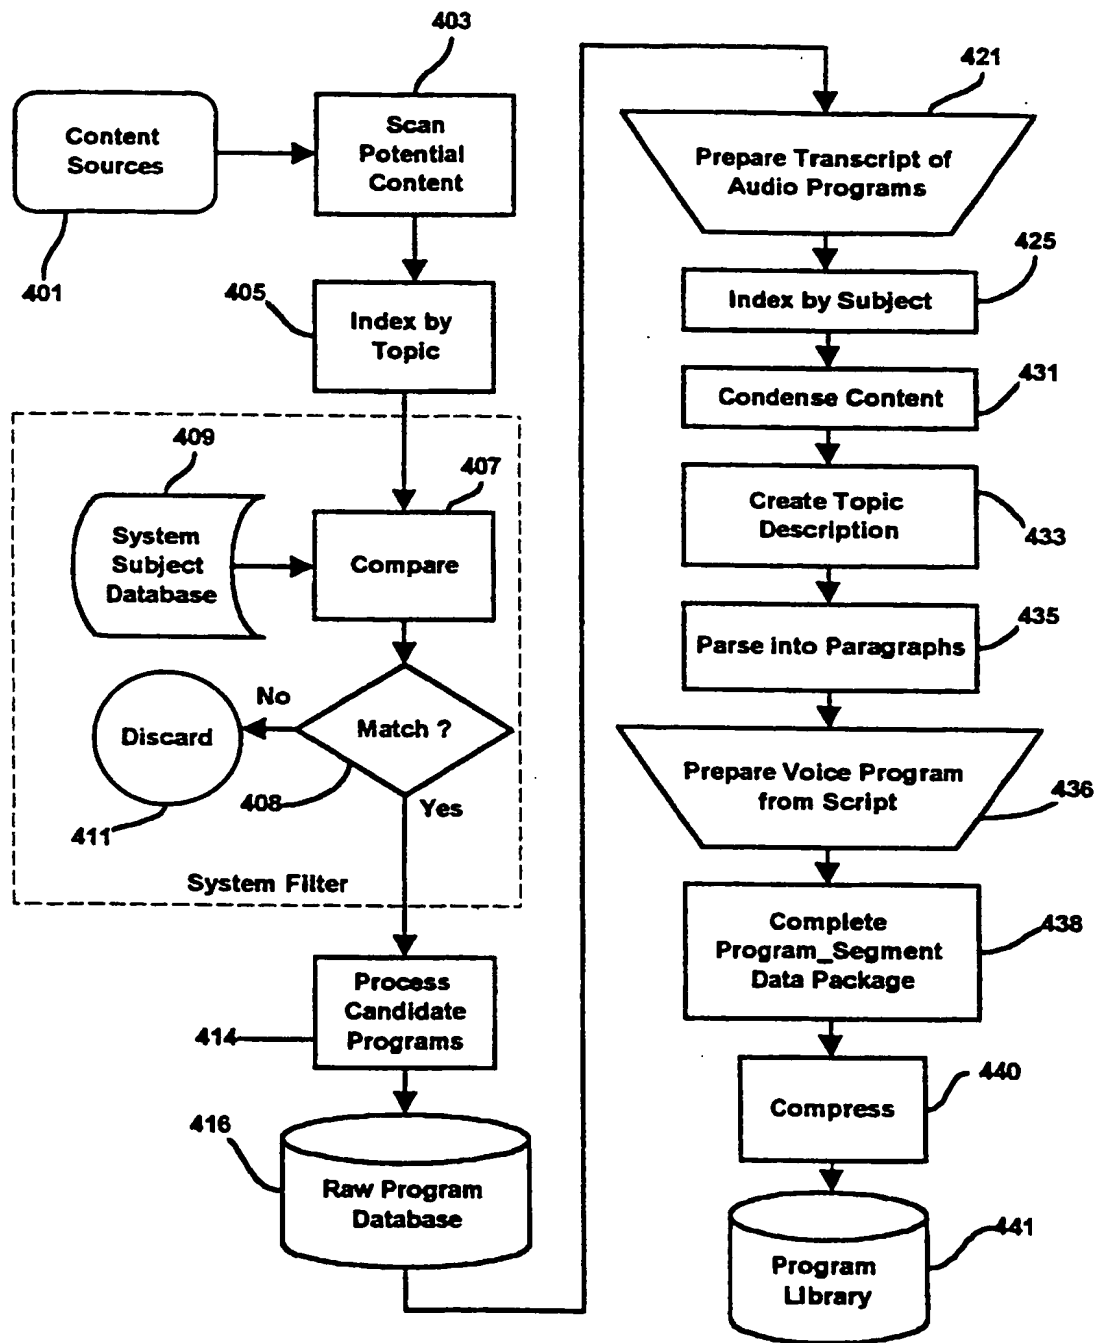 403
Content
Sources
Scan
Potential
Content
401
405
Index by
Topic
409
407
System
Subject
Database
Compare
No
Discard
Match ?
408
Yes
411
System Filter
Process
Candidate
Programs
414
416
Raw Program
Database
421
Prepare Transcript of
Audio Programs
425
Index by Subject
431
Condense Content
Create Topic
Description
433
435
Parse into Paragraphs
Prepare Voice Program
from Script
436
Complete
Program_Segment
Data Package
438
440
Compress
441
Program
Library